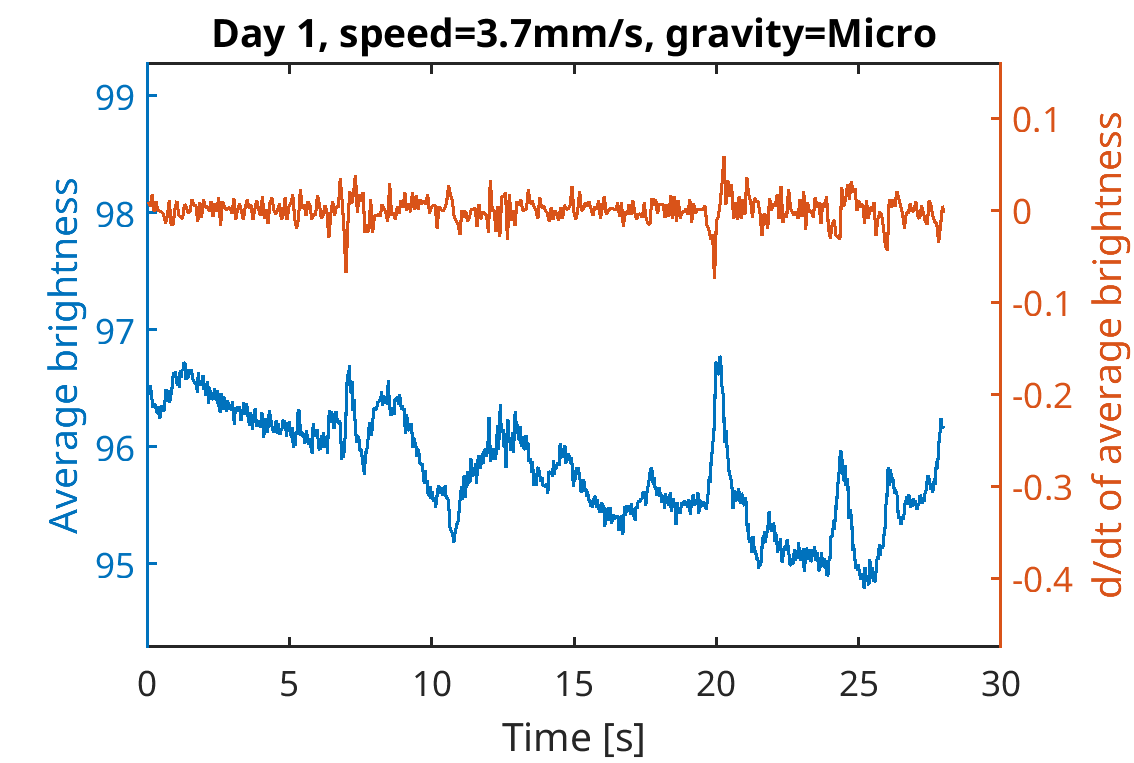 Day 1, speed=3.7mm/s, gravity=Micro
Average brightness
99
98
97
96
95
0.1
0
-0.1
-0.2
-0.3
-0.4
d/dt of average brightness
0 5 10 15 20 25 30
Time [s]